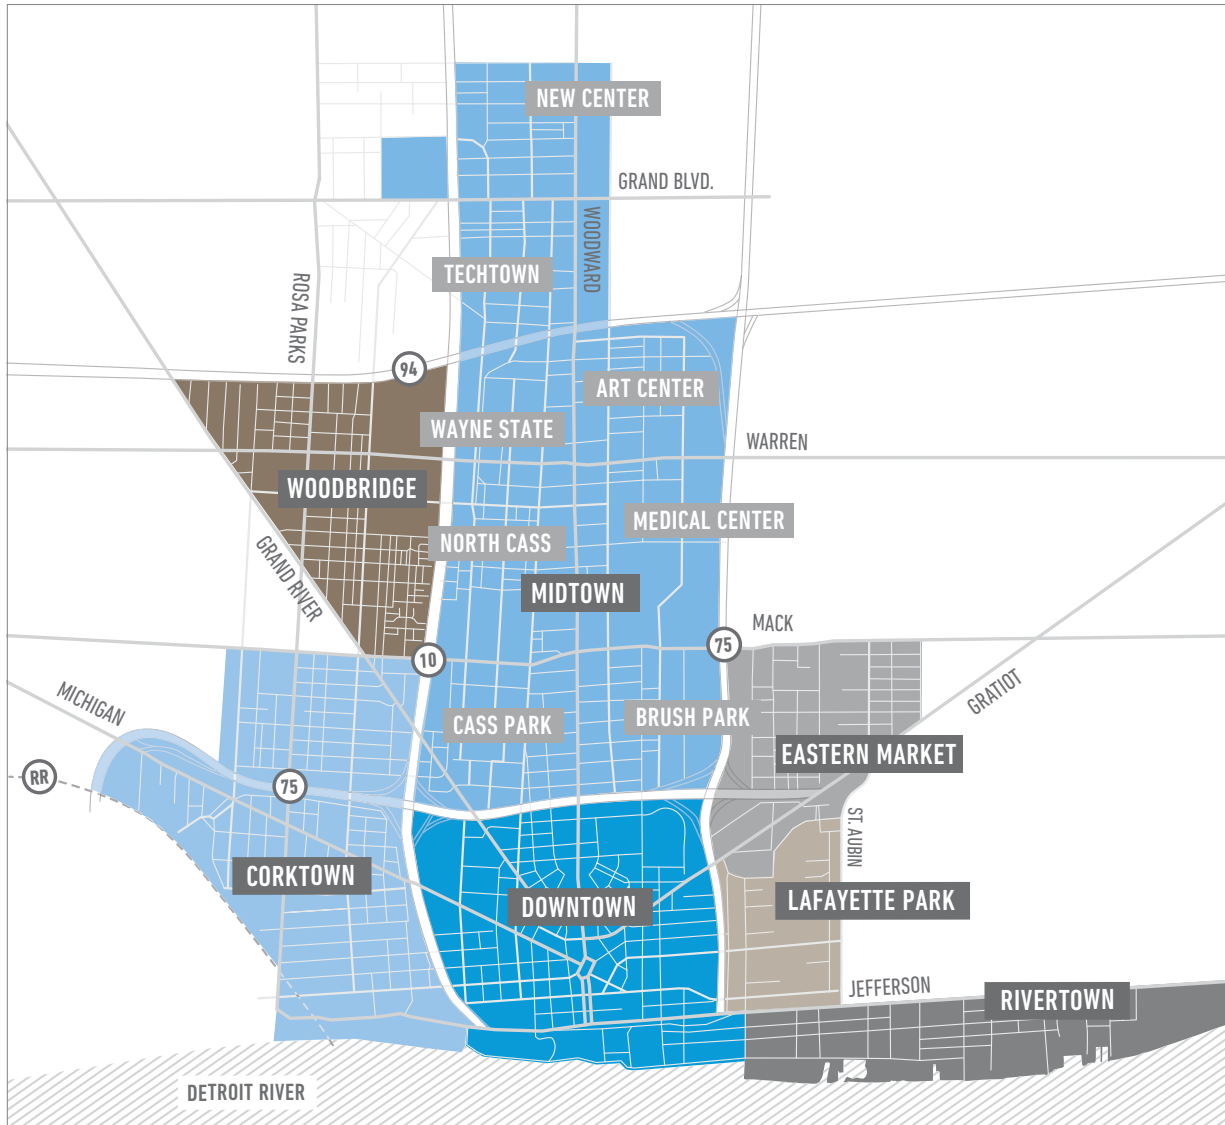 NEW CENTER
GRAND BLVD.
WOODWARD
TECHTOWN
ROSA PARKS
94
ART CENTER
WAYNE STATE
WARREN
WOODBRIDGE
MEDICAL CENTER
NORTH CASS
GRAND RIVER
MIDTOWN
MACK
75
10
MICHIGAN
GRATIOT
CASS PARK
BRUSH PARK
EASTERN MARKET
RR
75
ST. AUBIN
CORKTOWN
LAFAYETTE PARK
DOWNTOWN
JEFFERSON
RIVERTOWN
DETROIT RIVER